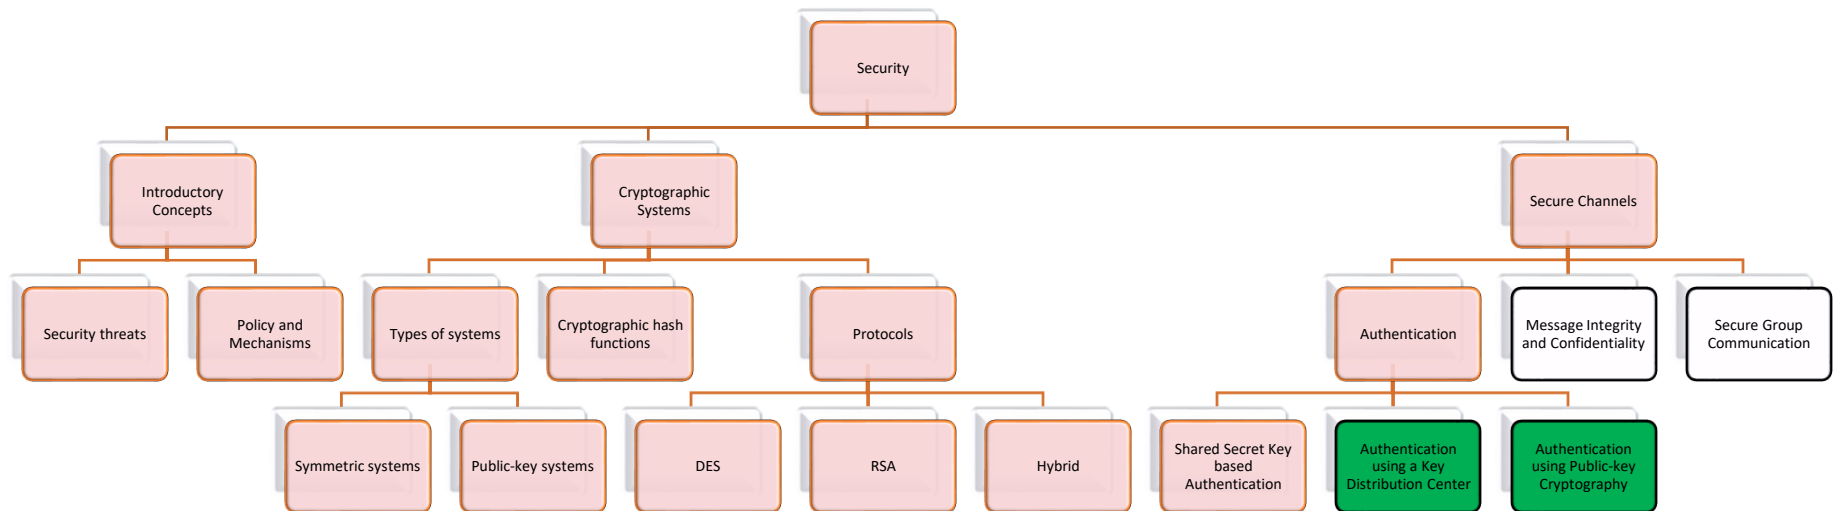 Security
Introductory
Concepts
Cryptographic
Systems
Secure Channels
Security threats
Policy and
Mechanisms
Types of systems
Cryptographic hash
functions
Protocols
Authentication
Message Integrity
and Confidentiality
Secure Group
Communication
Symmetric systems
Public-key systems
DES
RSA
Hybrid
Shared Secret Key
based
Authentication
Authentication
using a Key
Distribution Center
Authentication
using Public-key
Cryptography